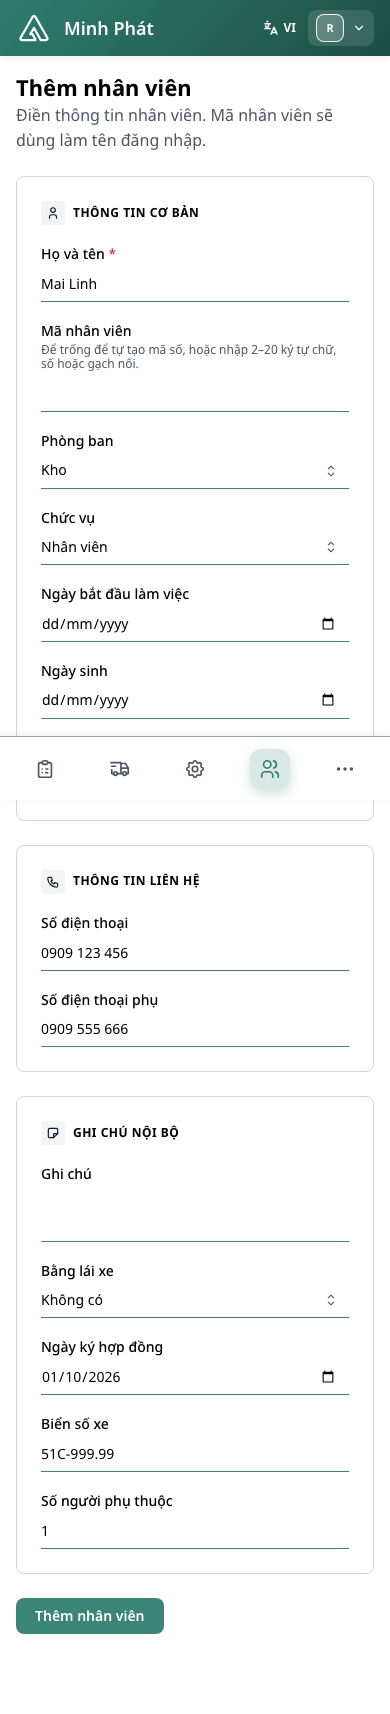 Minh Phát
VI
R
Thêm nhân viên
Điền thông tin nhân viên. Mã nhân viên sẽ
dùng làm tên đăng nhập.
THÔNG TIN CƠ BẢN
Họ và tên *
Mai Linh
Mã nhân viên
Để trống để tự tạo mã số, hoặc nhập 2–20 ký tự chữ,
số hoặc gạch nối.
Phòng ban
Kho
Chức vụ
Nhân viên
Ngày bắt đầu làm việc
dd/mm/yyyy
Ngày sinh
dd/mm/yyyy
THÔNG TIN LIÊN HỆ
Số điện thoại
0909 123 456
Số điện thoại phụ
0909 555 666
GHI CHÚ NỘI BỘ
Ghi chú
Bằng lái xe
Không có
Ngày ký hợp đồng
01/10/2026
Biển số xe
51C-999.99
Số người phụ thuộc
1
Thêm nhân viên